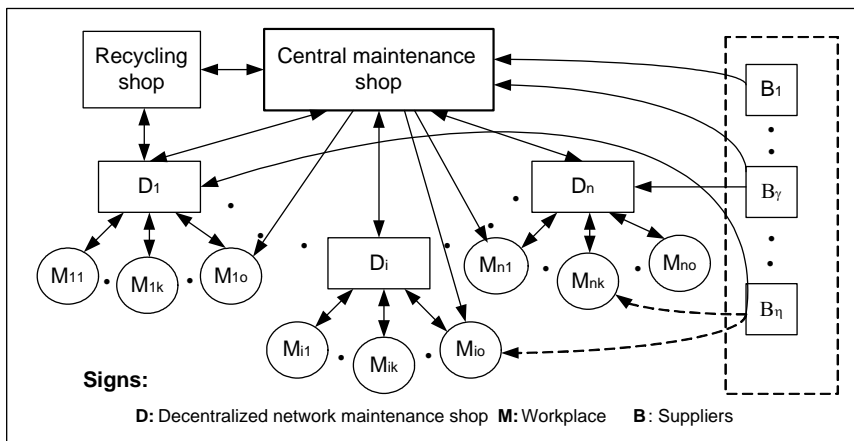 Recycling
shop
Central maintenance
shop
B1
D1
Dn
Bγ
M11
M1k
M1o
Di
Mn1
Mnk
Mno
Bη
Mi1
Mik
Mio
Signs:
D: Decentralized network maintenance shop M: Workplace B: Suppliers